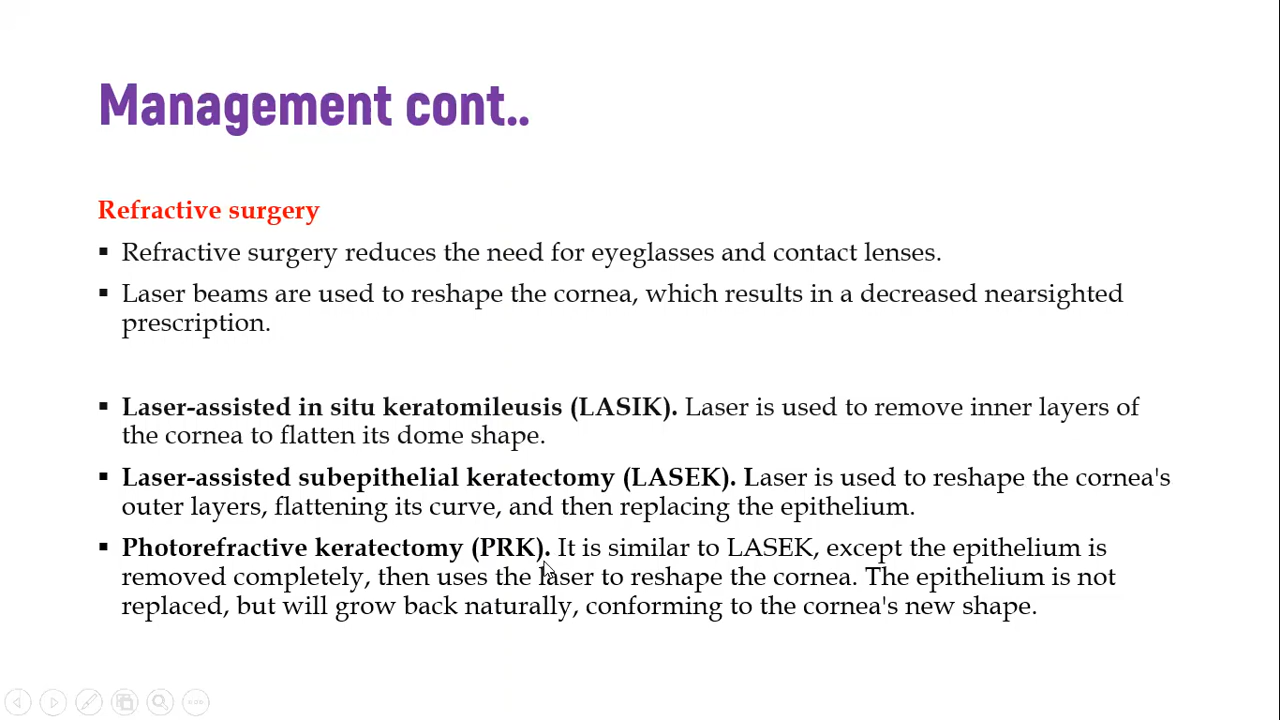 Management cont..
Refractive surgery
▪ Refractive surgery reduces the need for eyeglasses and contact lenses.
▪ Laser beams are used to reshape the cornea, which results in a decreased nearsighted
prescription.
▪ Laser-assisted in situ keratomileusis (LASIK). Laser is used to remove inner layers of
the cornea to flatten its dome shape.
▪ Laser-assisted subepithelial keratectomy (LASEK). Laser is used to reshape the cornea's
outer layers, flattening its curve, and then replacing the epithelium.
▪ Photorefractive keratectomy (PRK). It is similar to LASEK, except the epithelium is
removed completely, then uses the laser to reshape the cornea. The epithelium is not
replaced, but will grow back naturally, conforming to the cornea's new shape.